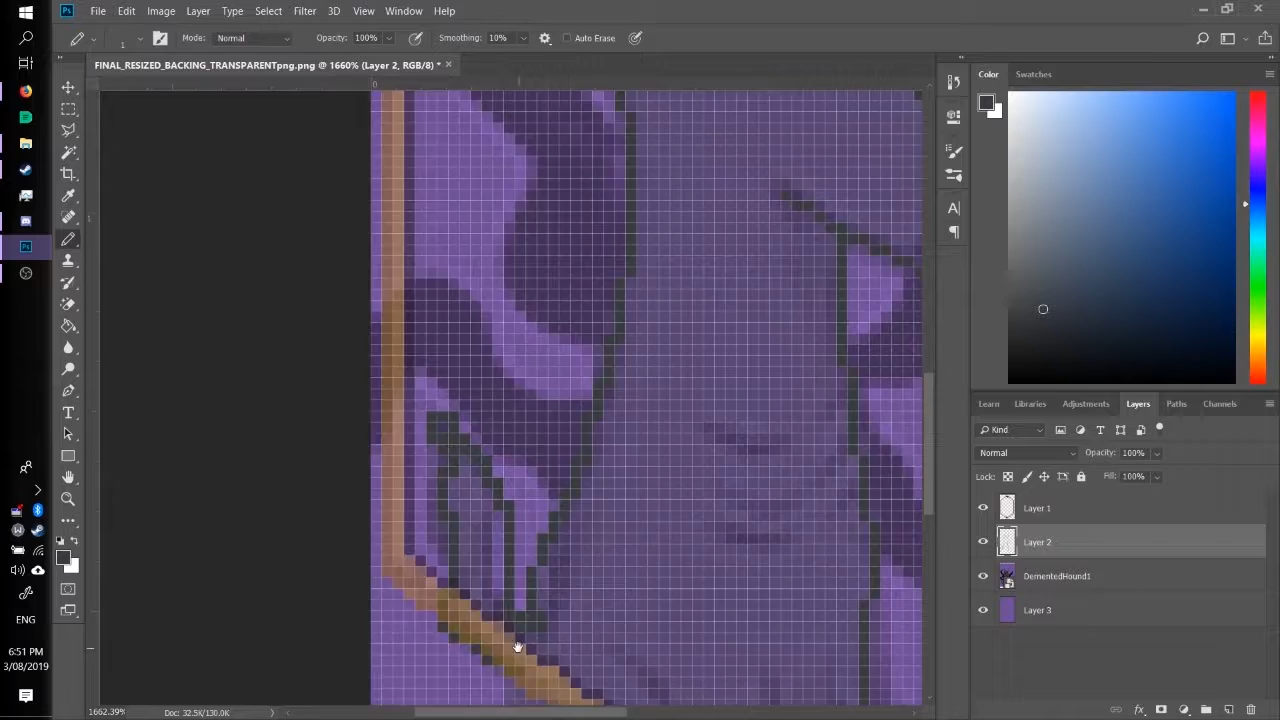 File Edit Image Layer Type Select Filter 3D View Window Help
1 Mode: Normal Opacity: 100% Smoothing: 10% Auto Erase
FINAL_RESIZED_BACKING_TRANSPARENTpng.png @ 1660% (Layer 2, RGB/8) *
0
1
Color Swatches
Learn Libraries Adjustments Layers Paths Channels
Kind
Normal Opacity: 100%
Lock: Fill: 100%
Layer 1
Layer 2
DementedHound1
Layer 3
ENG
6:51 PM
3/08/2019
1662.39% Doc: 32.5K/130.0K